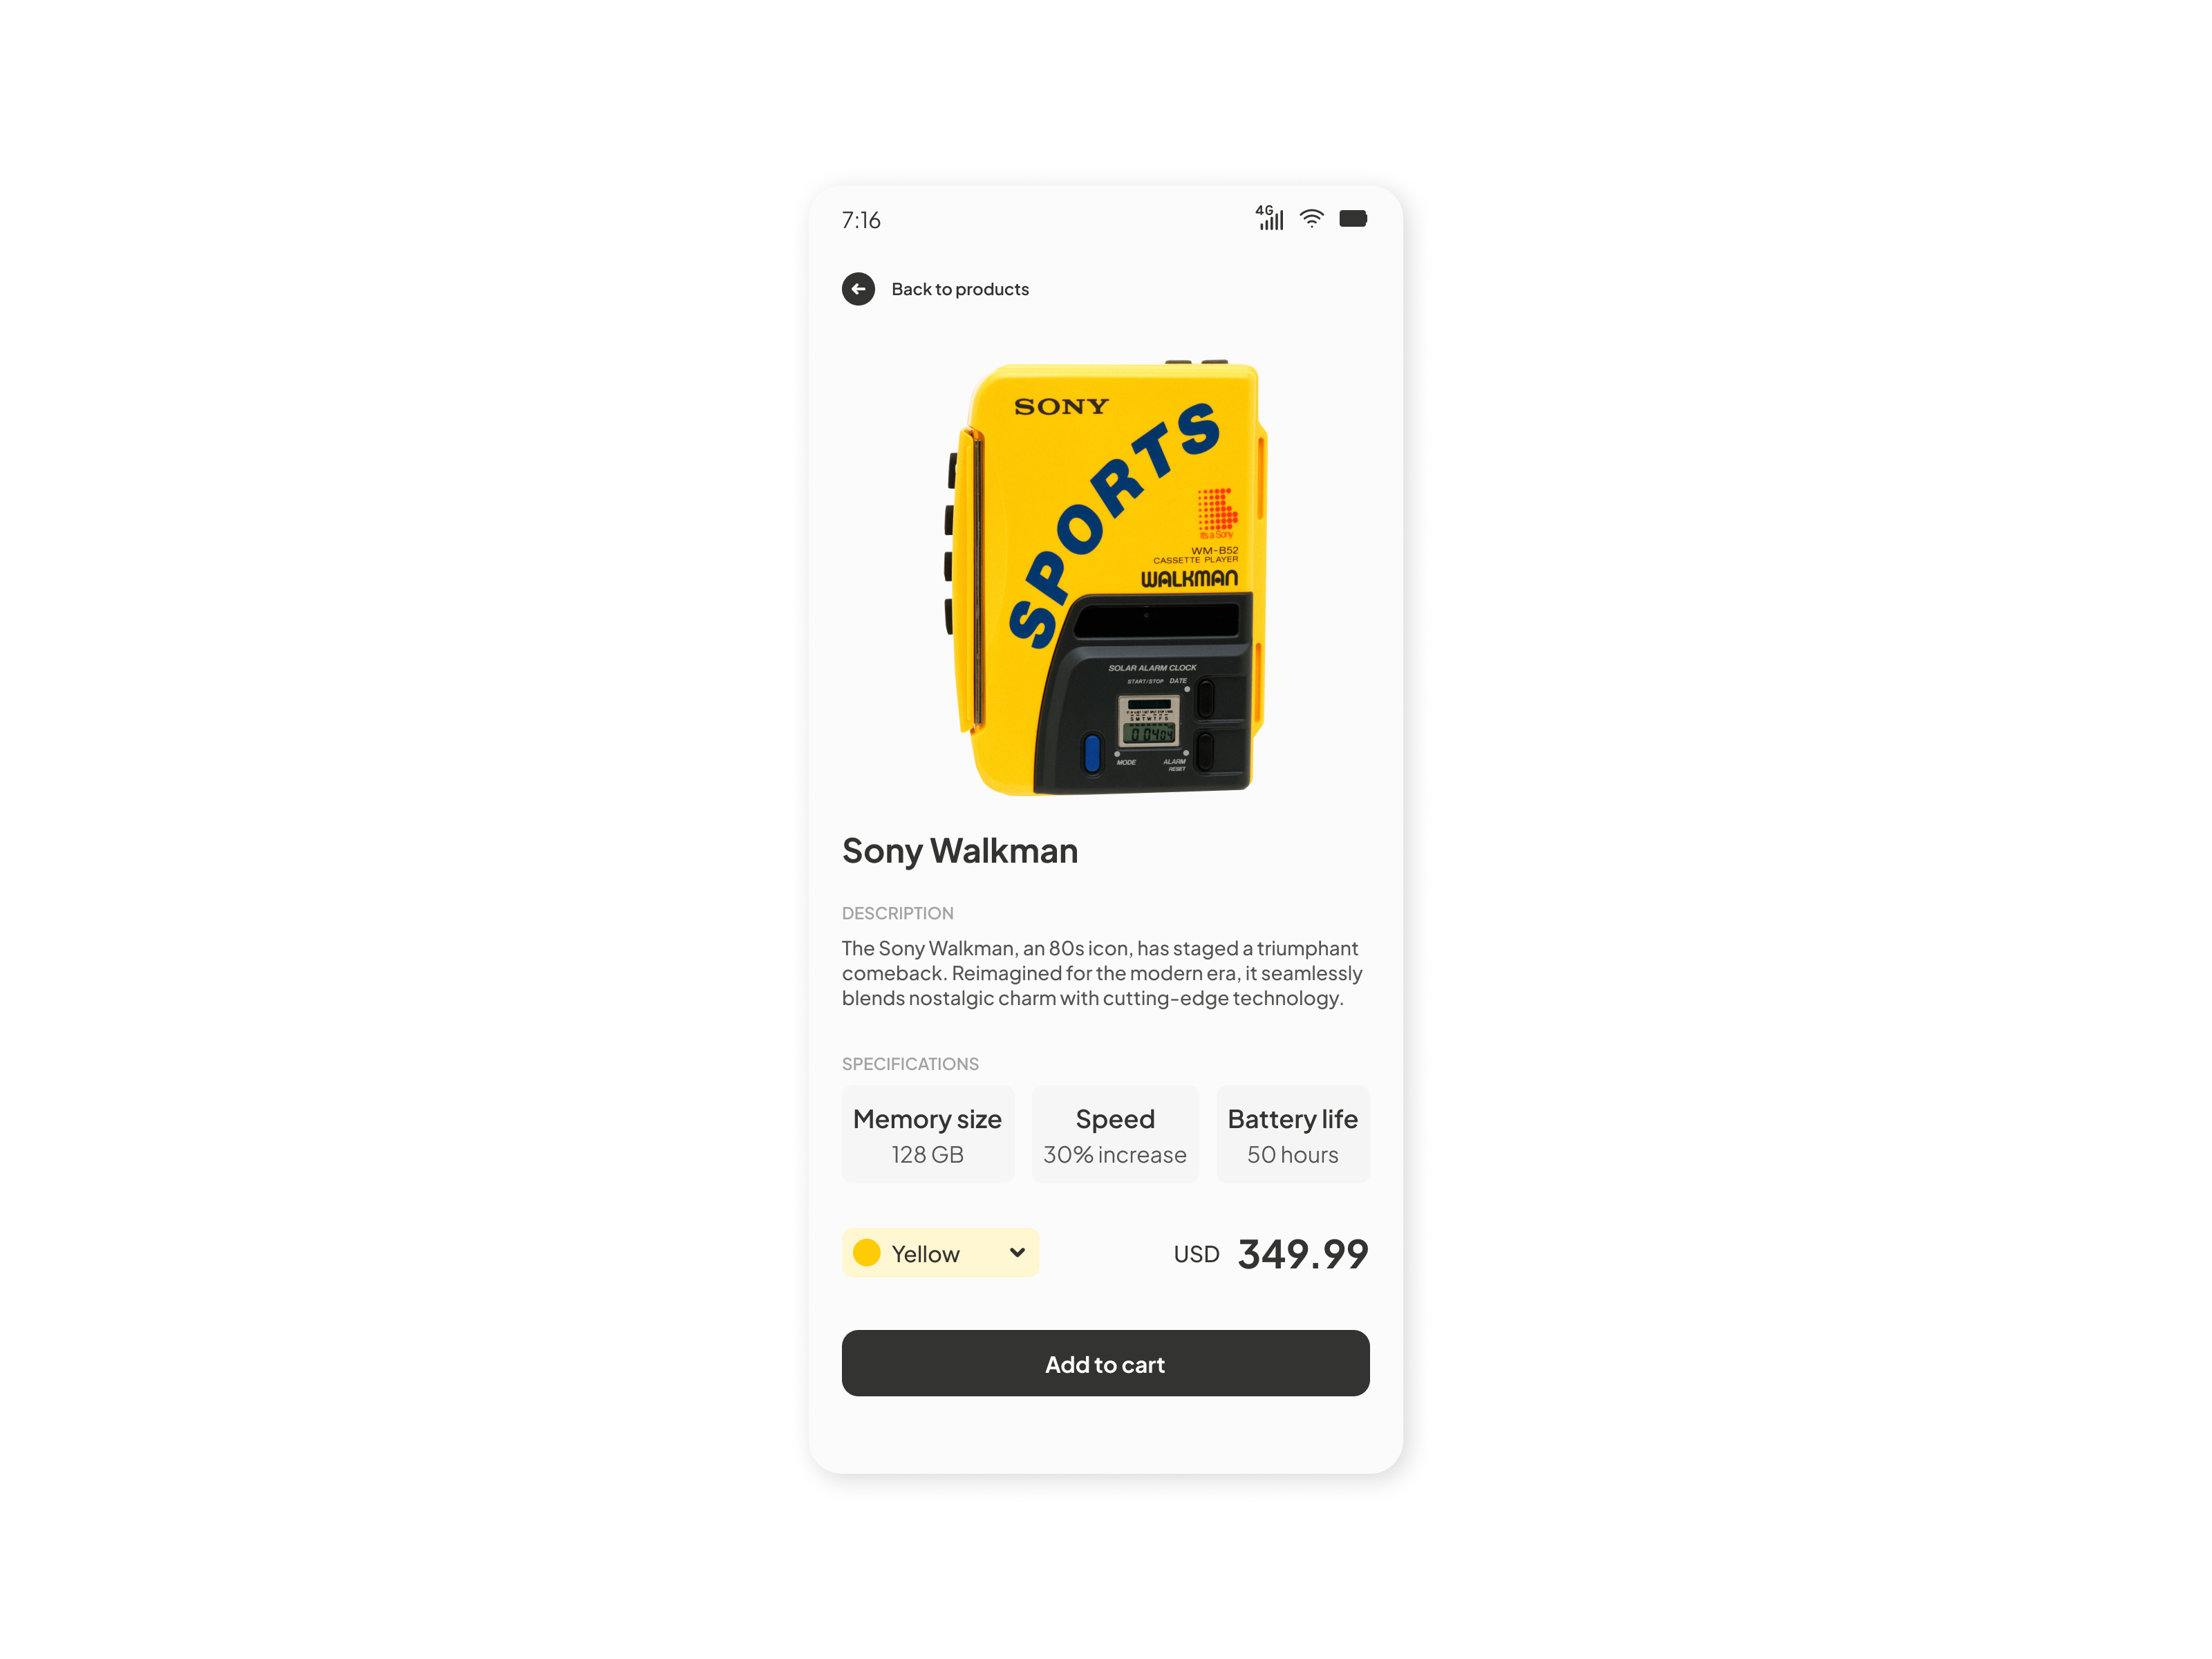 7:16
4G
Back to products
SONY
SPORTS
It's a Sony
WM-B52
CASSETTE PLAYER
WALKMAN
SOLAR ALARM CLOCK
START/STOP DATE
S M T W T F S
MODE
ALARM
RESET
Sony Walkman
DESCRIPTION
The Sony Walkman, an 80s icon, has staged a triumphant
comeback. Reimagined for the modern era, it seamlessly
blends nostalgic charm with cutting-edge technology.
SPECIFICATIONS
Memory size
128 GB
Speed
30% increase
Battery life
50 hours
Yellow
USD 349.99
Add to cart